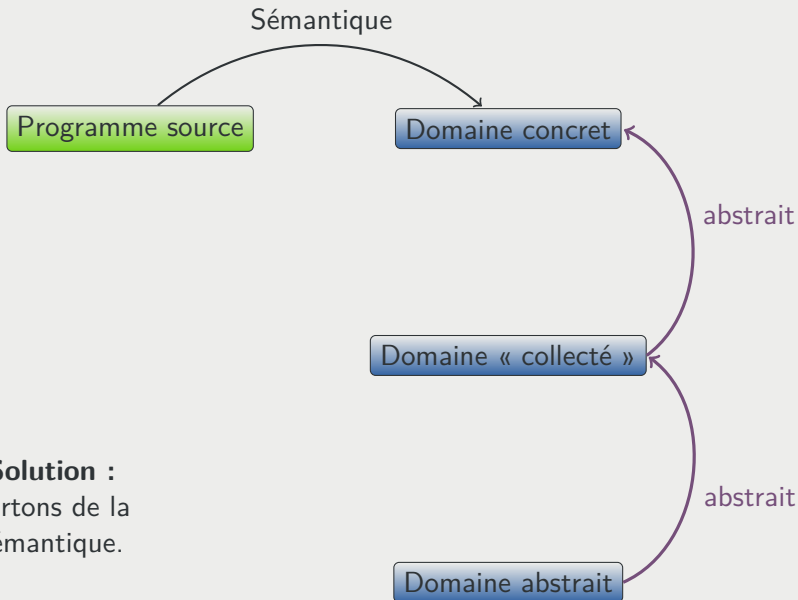 Sémantique
Programme source
Domaine concret
abstrait
Domaine « collecté »
Solution :
rtons de la
émantique.
abstrait
Domaine abstrait